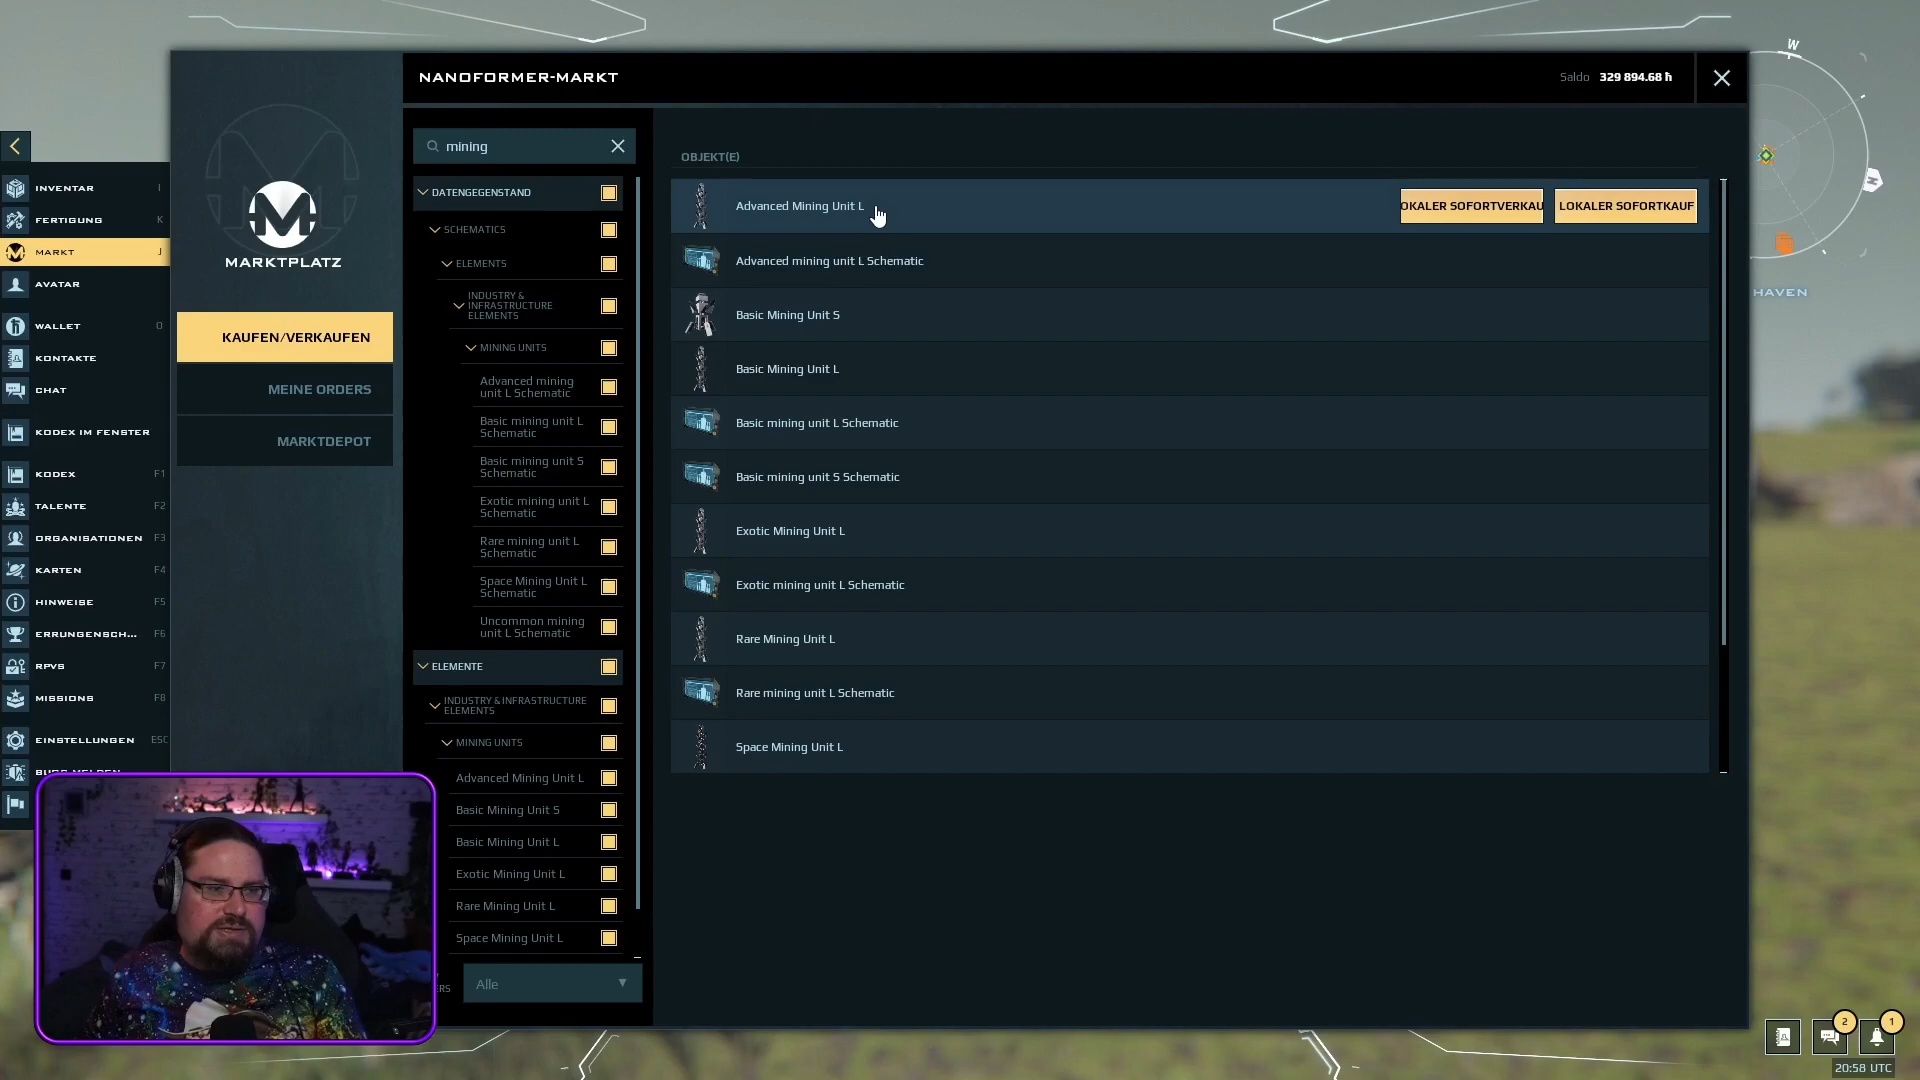 NANOFORMER-MARKT
Saldo 329 894.68 ħ
W
N
HAVEN
INVENTAR I
FERTIGUNG K
MARKT J
AVATAR
WALLET O
KONTAKTE
CHAT
KODEX IM FENSTER
KODEX F1
TALENTE F2
ORGANISATIONEN F3
KARTEN F4
HINWEISE F5
ERRUNGENSCH... F6
RPVS F7
MISSIONS F8
EINSTELLUNGEN ESC
MARKTPLATZ
KAUFEN/VERKAUFEN
MEINE ORDERS
MARKTDEPOT
mining
DATENGEGENSTAND
SCHEMATICS
ELEMENTS
INDUSTRY &
INFRASTRUCTURE
ELEMENTS
MINING UNITS
Advanced mining
unit L Schematic
Basic mining unit L
Schematic
Basic mining unit S
Schematic
Exotic mining unit L
Schematic
Rare mining unit L
Schematic
Space Mining Unit L
Schematic
Uncommon mining
unit L Schematic
ELEMENTE
INDUSTRY & INFRASTRUCTURE
ELEMENTS
MINING UNITS
Advanced Mining Unit L
Basic Mining Unit S
Basic Mining Unit L
Exotic Mining Unit L
Rare Mining Unit L
Space Mining Unit L
Alle
OBJEKT(E)
Advanced Mining Unit L
OKALER SOFORTVERKAU
LOKALER SOFORTKAUF
Advanced mining unit L Schematic
Basic Mining Unit S
Basic Mining Unit L
Basic mining unit L Schematic
Basic mining unit S Schematic
Exotic Mining Unit L
Exotic mining unit L Schematic
Rare Mining Unit L
Rare mining unit L Schematic
Space Mining Unit L
2
1
20:58 UTC